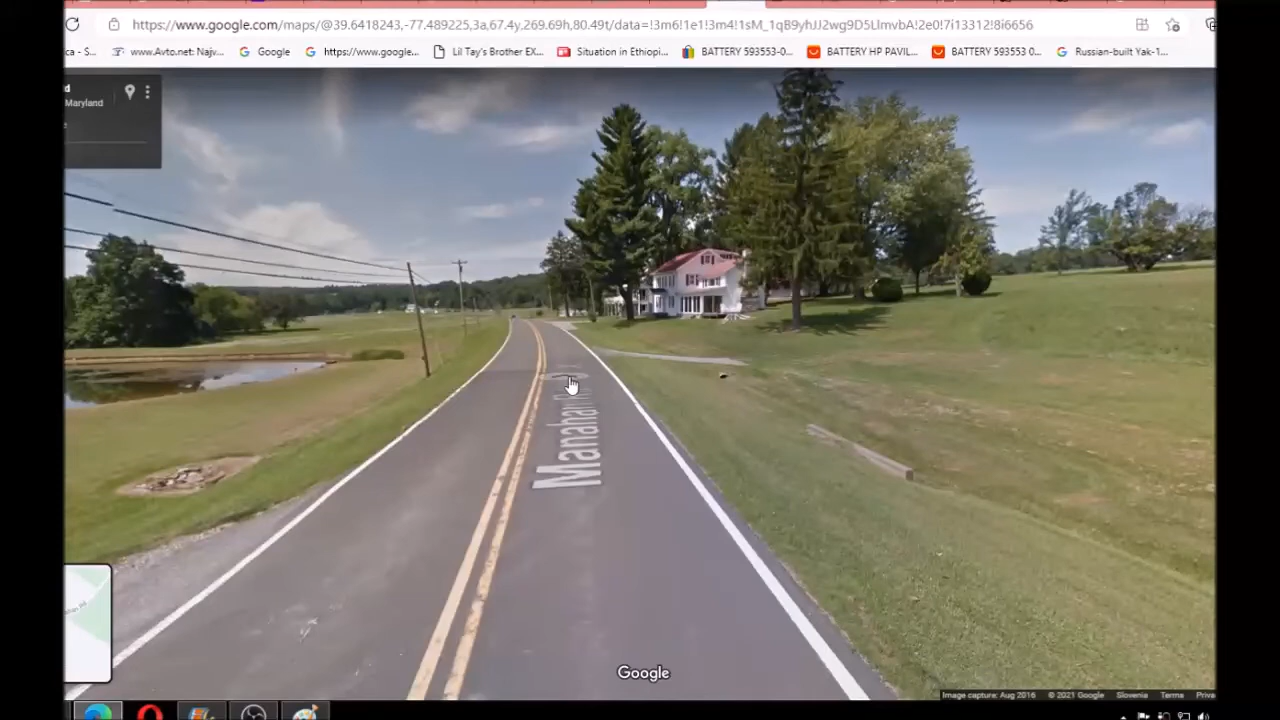 https://www.google.com/maps/@39.6418243,-77.489225,3a,67.4y,269.69h,80.49t/data=!3m6!1e1!3m4!1sM_1qB9yhJJ2wg9D5LlmvbA!2e0!7i13312!8i6656
ca - S...
www.Avto.net: Najv...
Google
https://www.google...
Lil Tay's Brother EX...
Situation in Ethiopi...
BATTERY 593553-0...
BATTERY HP PAVIL...
BATTERY 593553 0...
Russian-built Yak-1...
d
Maryland
Manahan Rd
Google
Image capture: Aug 2016
© 2021 Google
Slovenia
Terms
Priva